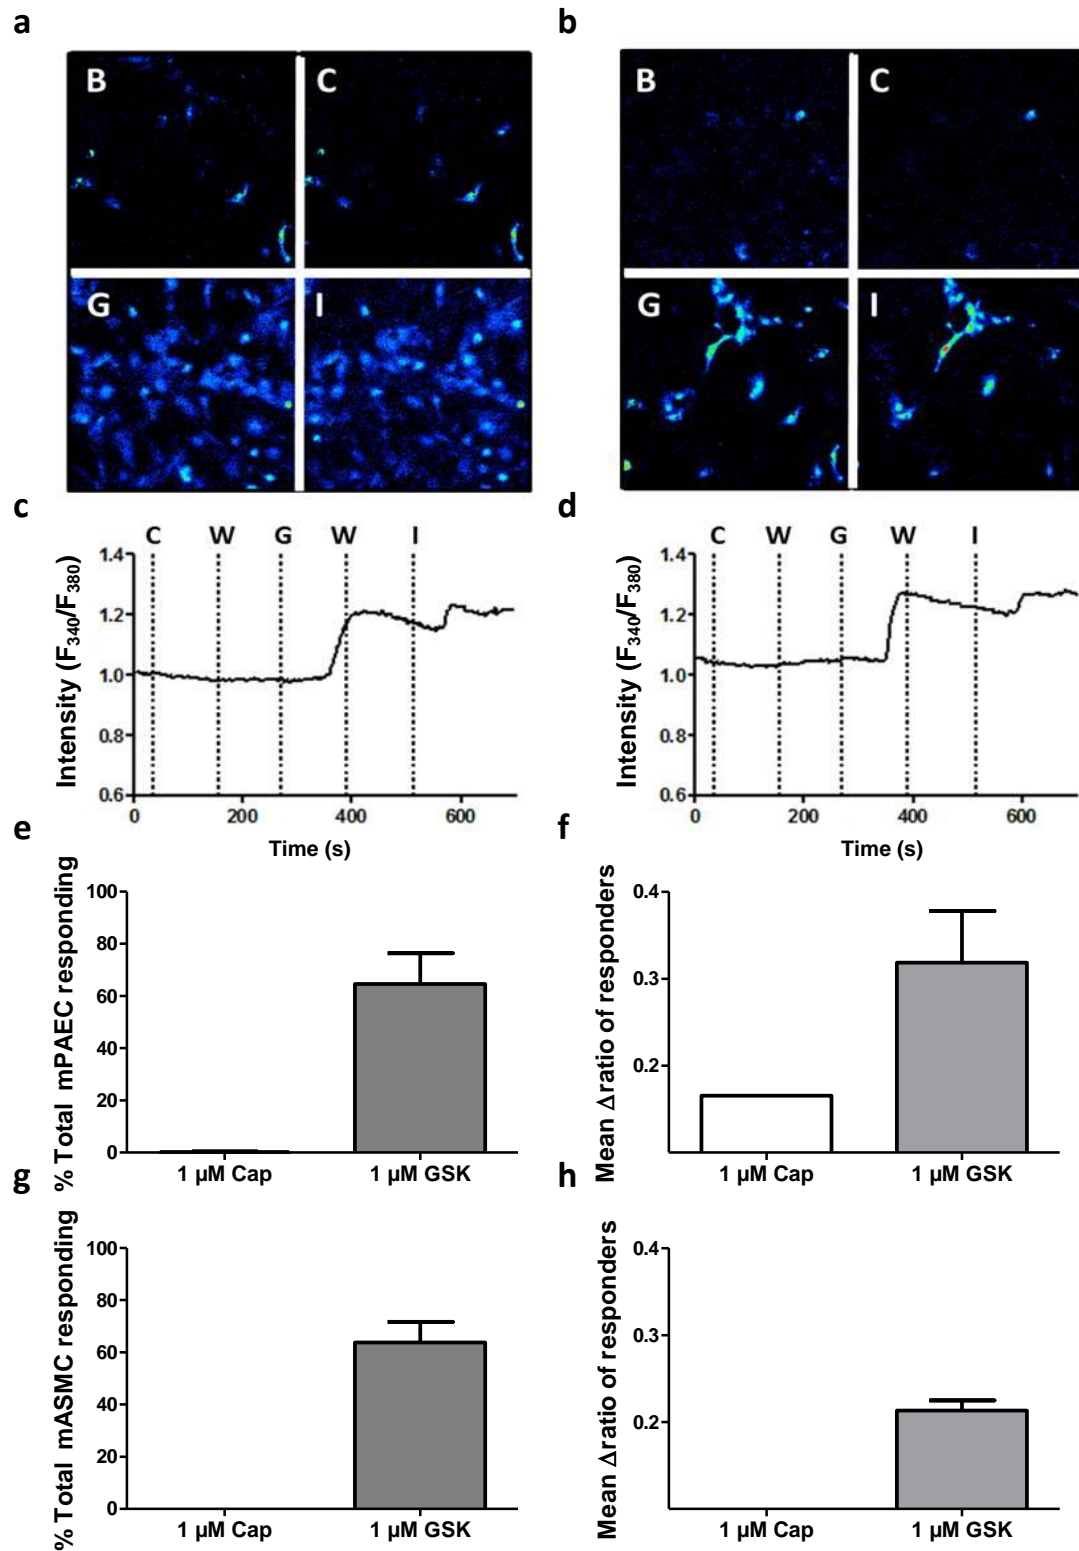 a
b
B
C
G
I
B
C
G
I
c
d
C W G W I
Intensity (F340/F380)
1.4
1.2
1.0
0.8
0.6
0 200 400 600
Time (s)
C W G W I
Intensity (F340/F380)
1.4
1.2
1.0
0.8
0.6
0 200 400 600
Time (s)
e
f
% Total mPAEC responding
100
80
60
40
20
0
1 µM Cap 1 µM GSK
Mean Δratio of responders
0.4
0.3
0.2
1 µM Cap 1 µM GSK
g
h
% Total mASMC responding
100
80
60
40
20
0
1 µM Cap 1 µM GSK
Mean Δratio of responders
0.4
0.3
0.2
1 µM Cap 1 µM GSK